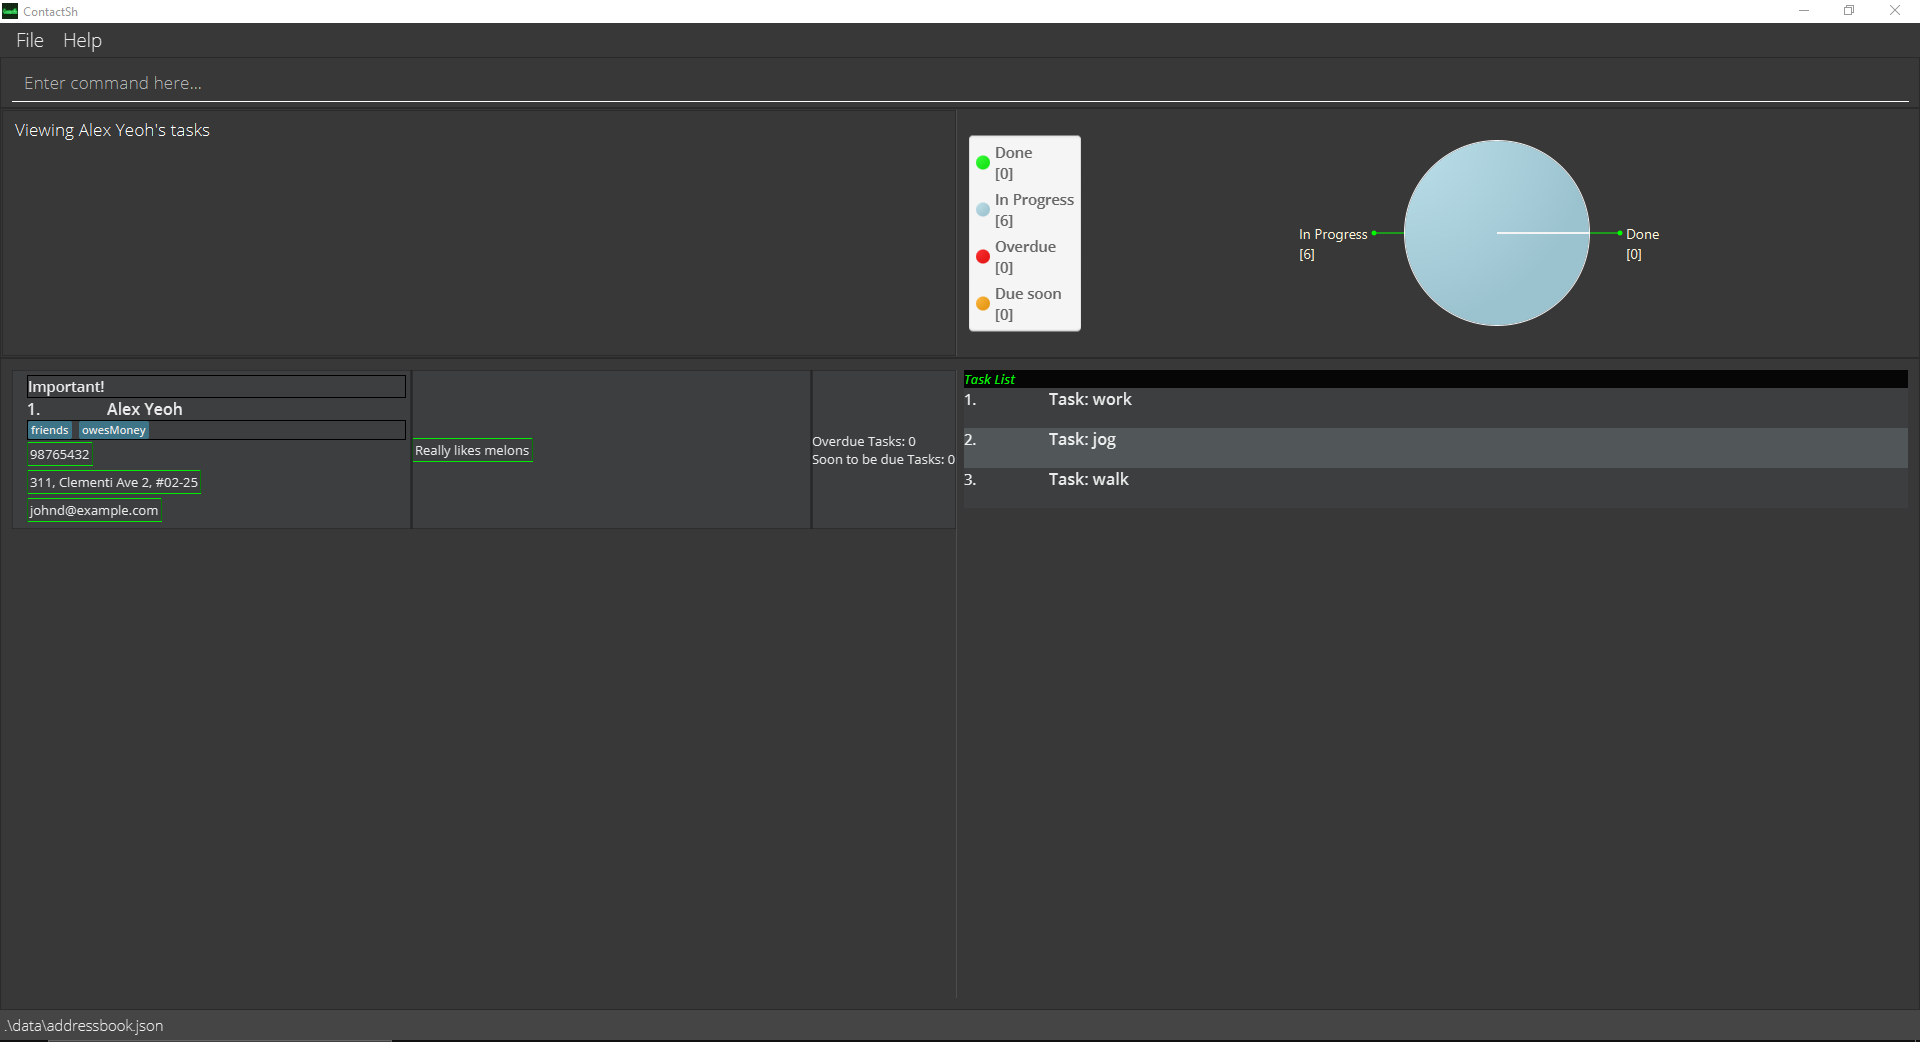 ContactSh
File Help
Enter command here...
Viewing Alex Yeoh's tasks
Done
[0]
In Progress
[6]
Overdue
[0]
Due soon
[0]
In Progress
[6]
Done
[0]
Important!
1. Alex Yeoh
friends owesMoney
98765432
311, Clementi Ave 2, #02-25
johnd@example.com
Really likes melons
Overdue Tasks: 0
Soon to be due Tasks: 0
Task List
1. Task: work
2. Task: jog
3. Task: walk
.\data\addressbook.json